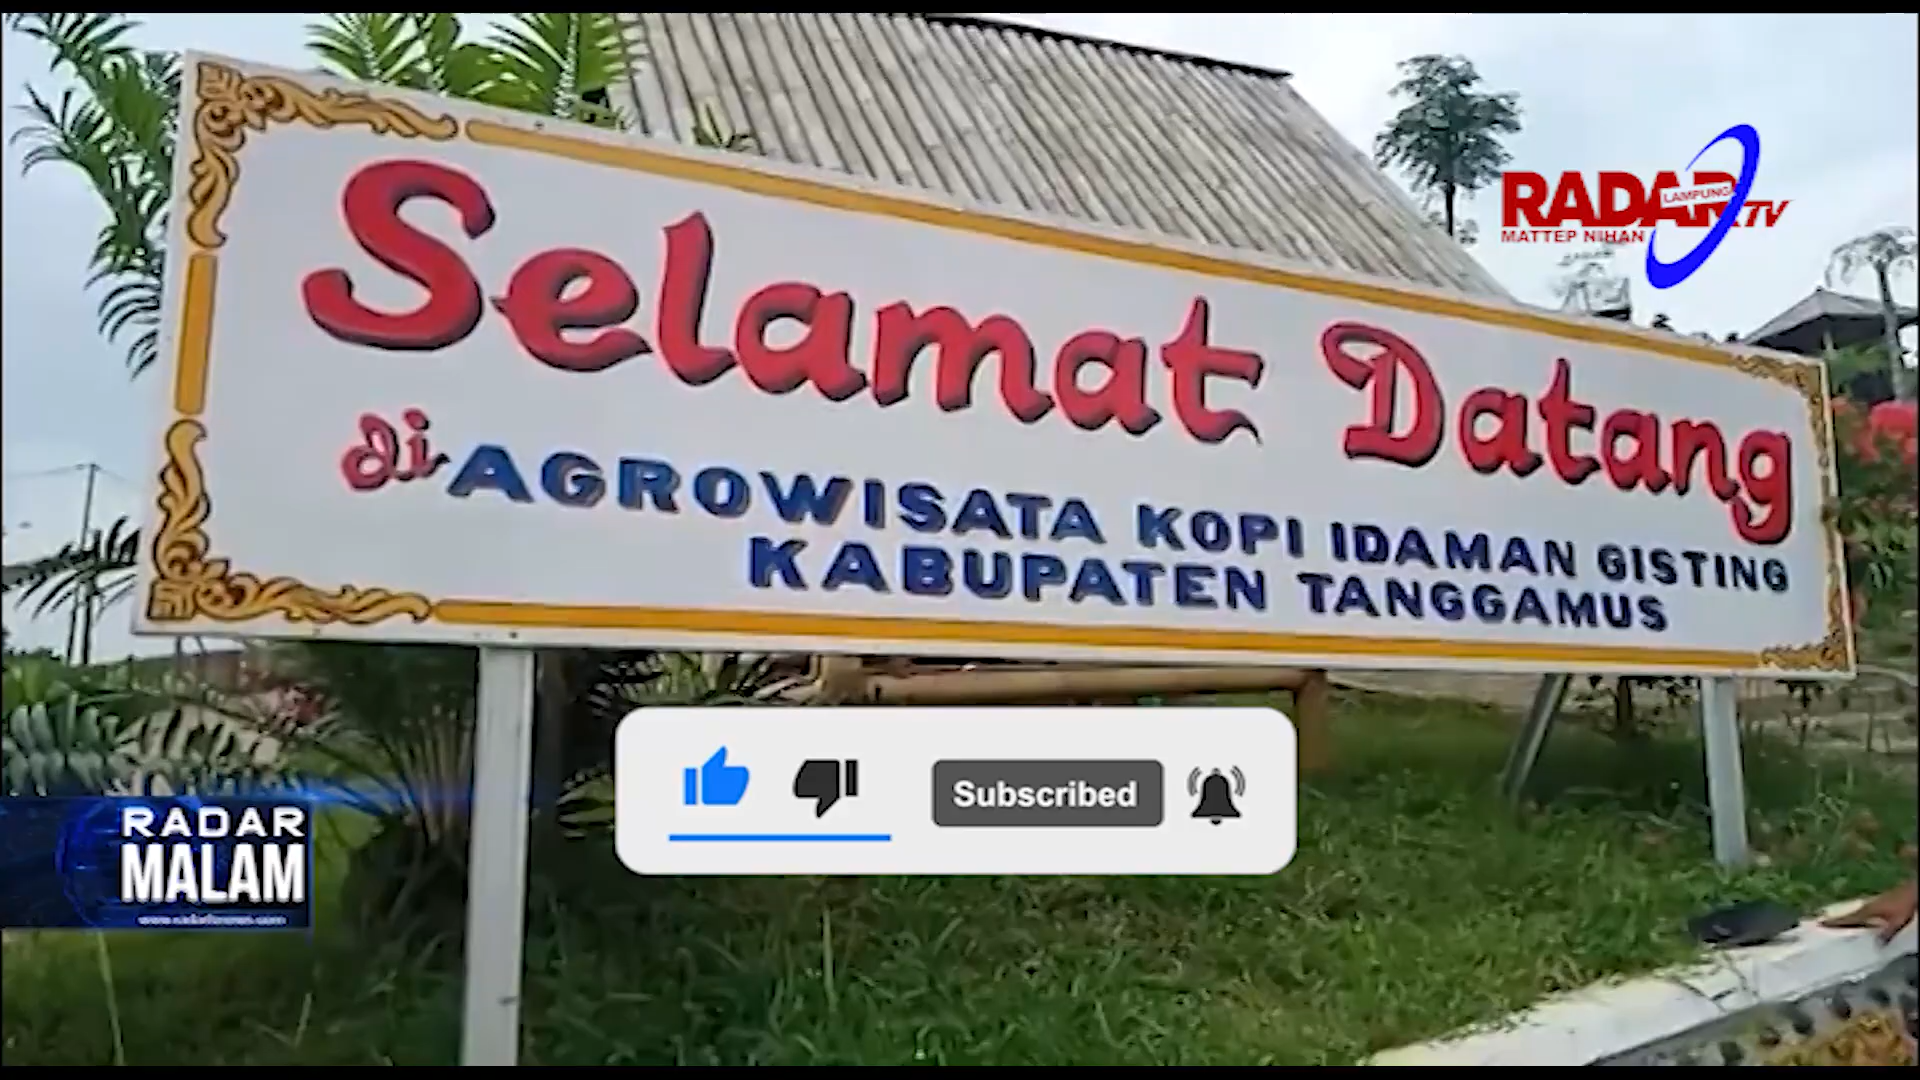 Selamat Datang
di AGROWISATA KOPI IDAMAN GISTING
KABUPATEN TANGGAMUS
RADAR TV
LAMPUNG
MATTEP NIHAN
Subscribed
RADAR
MALAM